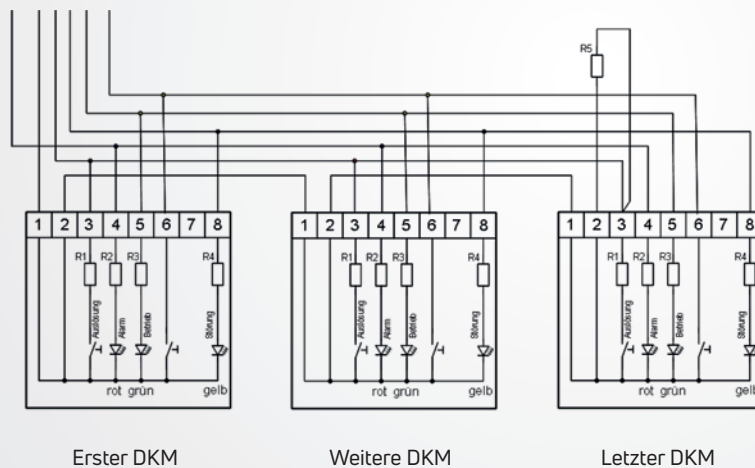 R5
1 2 3 4 5 6 7 8
1 2 3 4 5 6 7 8
1 2 3 4 5 6 7 8
R1 R2 R3 R4
R1 R2 R3 R4
R1 R2 R3 R4
Auslösung Alarm Betrieb Störung
Auslösung Alarm Betrieb Störung
Auslösung Alarm Betrieb Störung
rot grün gelb
rot grün gelb
rot grün gelb
Erster DKM
Weitere DKM
Letzter DKM